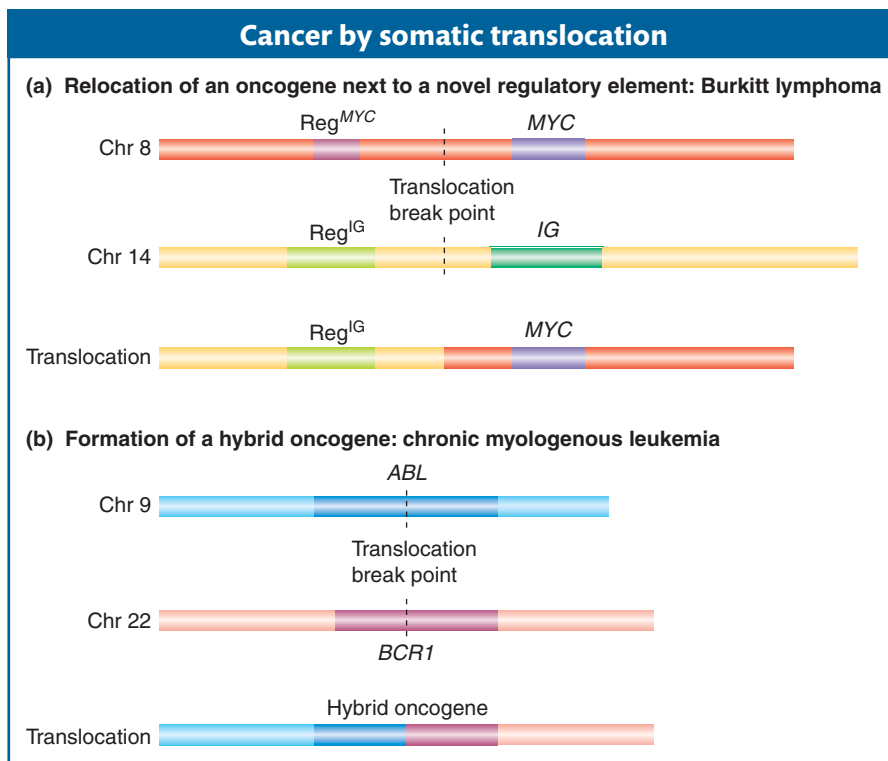 Cancer by somatic translocation
(a) Relocation of an oncogene next to a novel regulatory element: Burkitt lymphoma
Reg^MYC MYC
Chr 8
Translocation
break point
Reg^IG IG
Chr 14
Reg^IG MYC
Translocation
(b) Formation of a hybrid oncogene: chronic myologenous leukemia
ABL
Chr 9
Translocation
break point
Chr 22
BCR1
Hybrid oncogene
Translocation